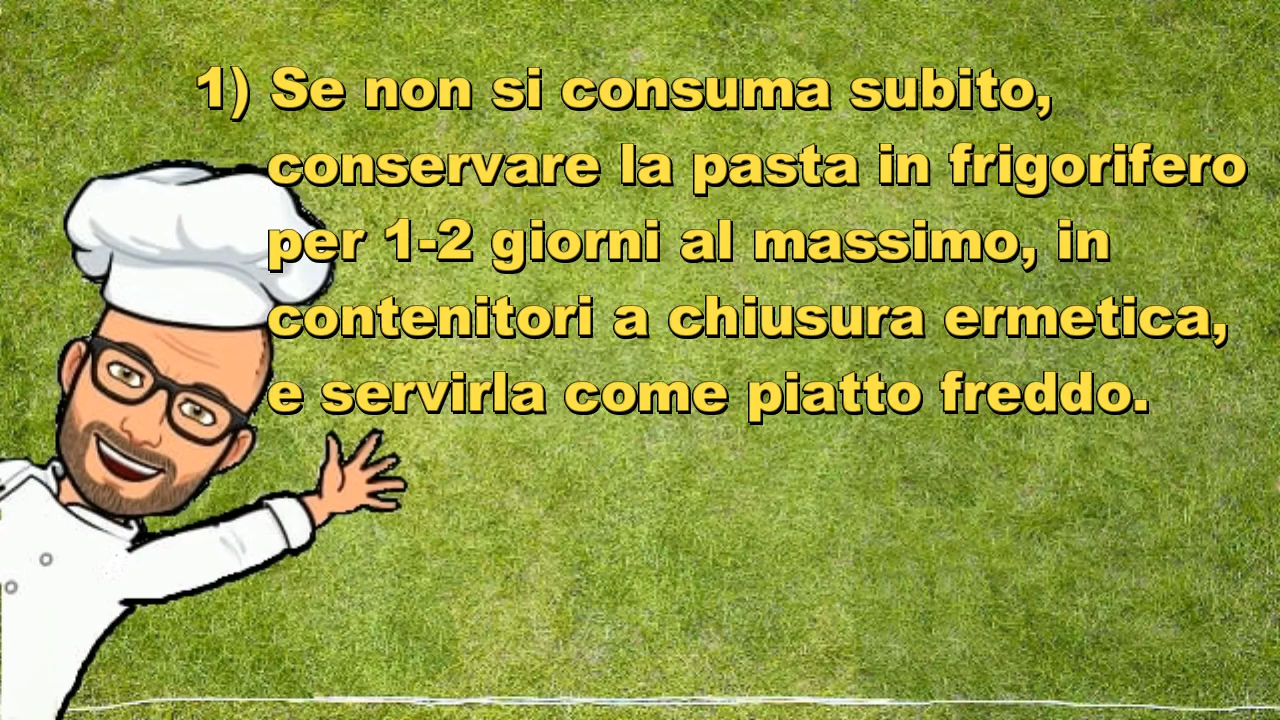 1) Se non si consuma subito,
conservare la pasta in frigorifero
per 1-2 giorni al massimo, in
contenitori a chiusura ermetica,
e servirla come piatto freddo.